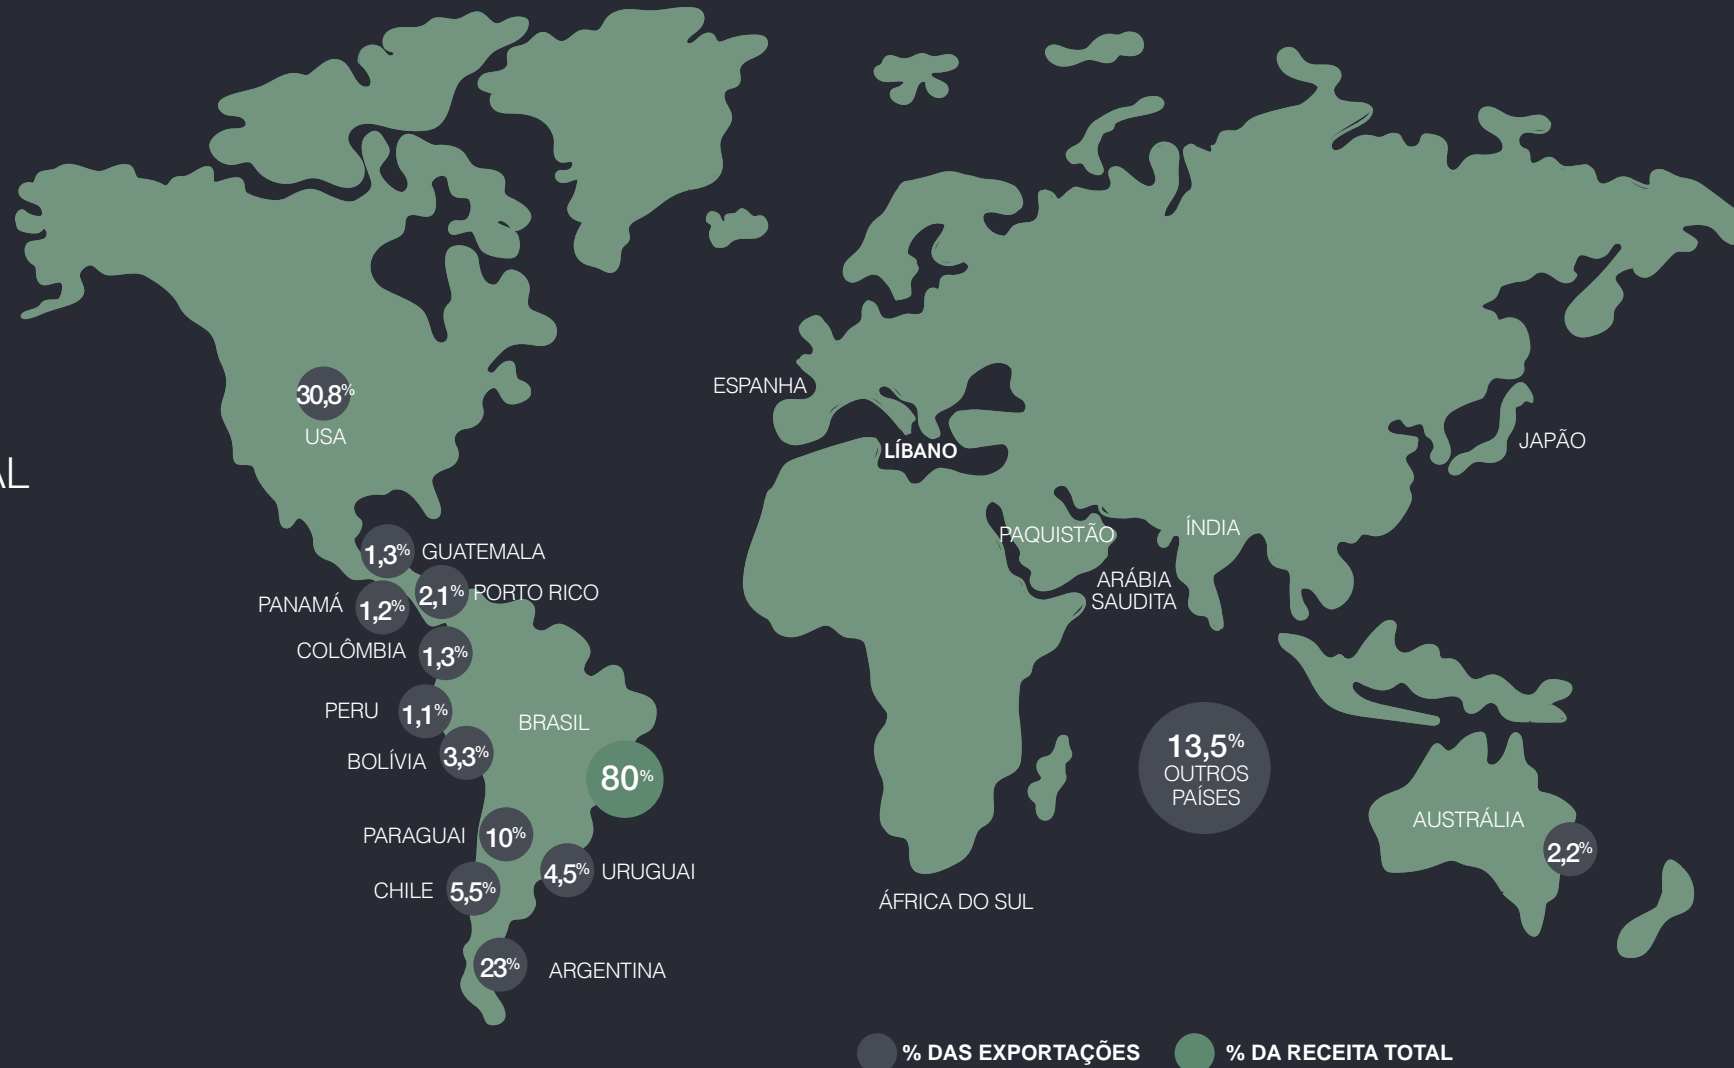 AL
30,8%
USA
ESPANHA
LÍBANO
JAPÃO
PAQUISTÃO
ÍNDIA
ARÁBIA
SAUDITA
1,3% GUATEMALA
2,1% PORTO RICO
PANAMÁ 1,2%
COLÔMBIA 1,3%
PERU 1,1%
BRASIL
BOLÍVIA 3,3%
80%
13,5%
OUTROS
PAÍSES
PARAGUAI 10%
4,5% URUGUAI
CHILE 5,5%
AUSTRÁLIA
2,2%
ÁFRICA DO SUL
23% ARGENTINA
% DAS EXPORTAÇÕES
% DA RECEITA TOTAL